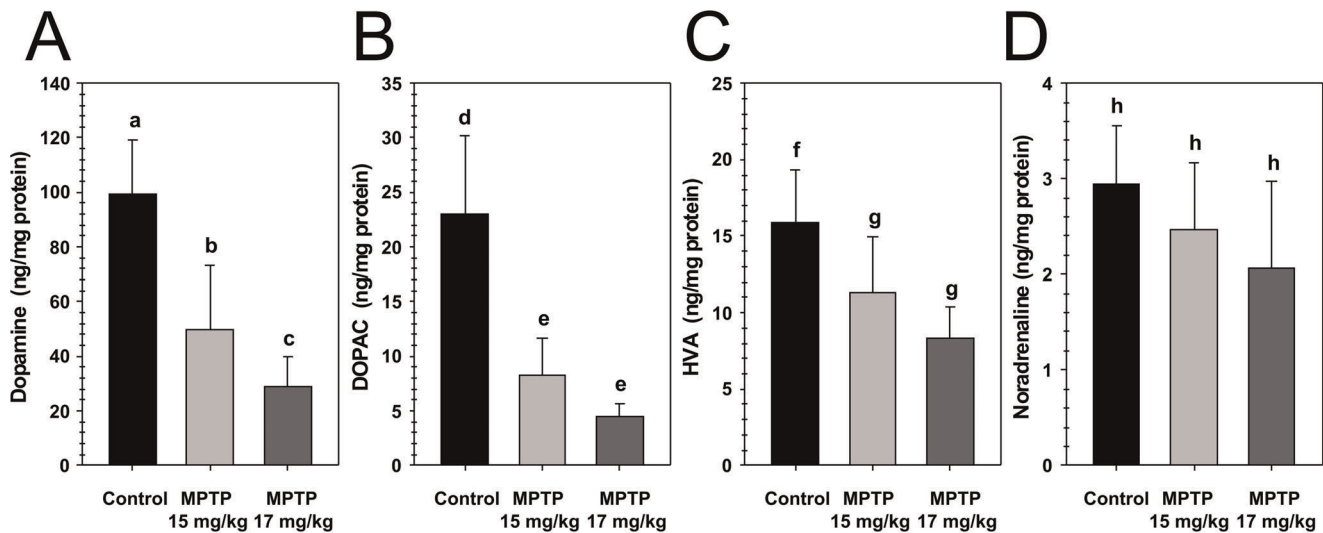 A
Dopamine (ng/mg protein)
140
120
100
80
60
40
20
0
a
b
c
Control
MPTP
15 mg/kg
MPTP
17 mg/kg
B
DOPAC (ng/mg protein)
35
30
25
20
15
10
5
0
d
e
e
Control
MPTP
15 mg/kg
MPTP
17 mg/kg
C
HVA (ng/mg protein)
25
20
15
10
5
0
f
g
g
Control
MPTP
15 mg/kg
MPTP
17 mg/kg
D
Noradrenaline (ng/mg protein)
4
3
2
1
0
h
h
h
Control
MPTP
15 mg/kg
MPTP
17 mg/kg